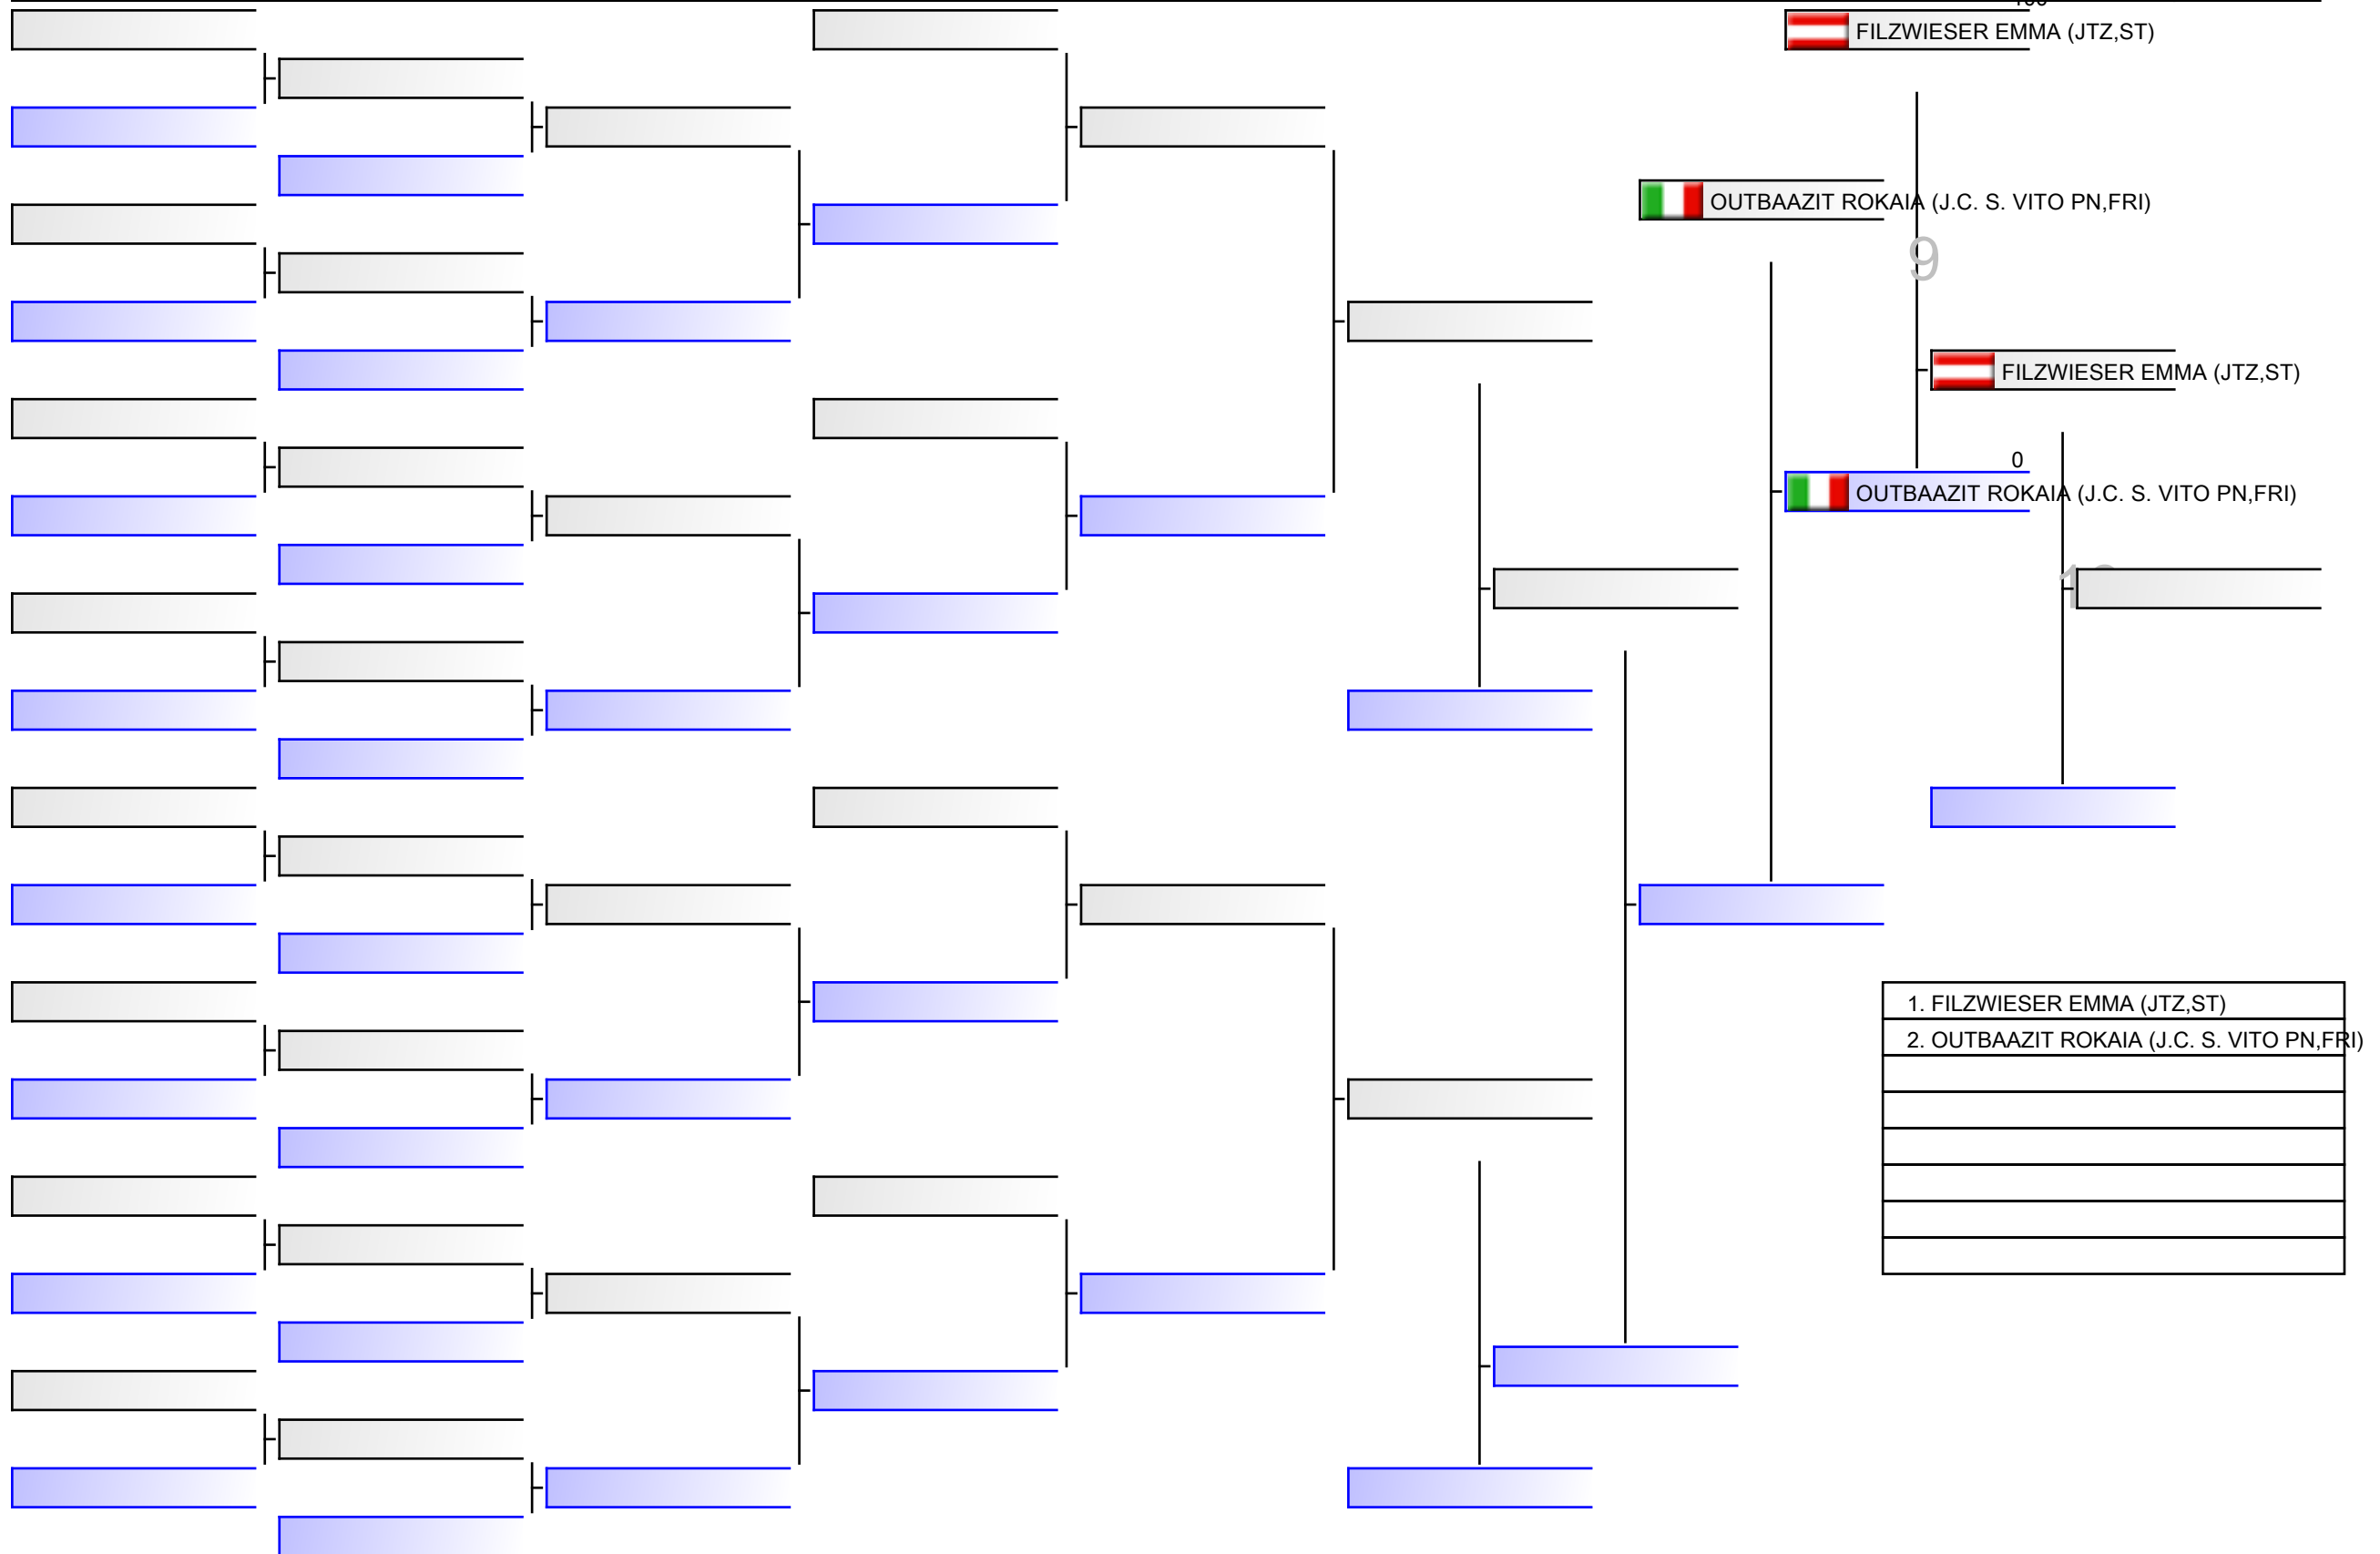 FILZWIESER EMMA (JTZ,ST)
OUTBAAZIT ROKAIA (J.C. S. VITO PN,FRI)
9
FILZWIESER EMMA (JTZ,ST)
0
OUTBAAZIT ROKAIA (J.C. S. VITO PN,FRI)
1. FILZWIESER EMMA (JTZ,ST)
2. OUTBAAZIT ROKAIA (J.C. S. VITO PN,FRI)